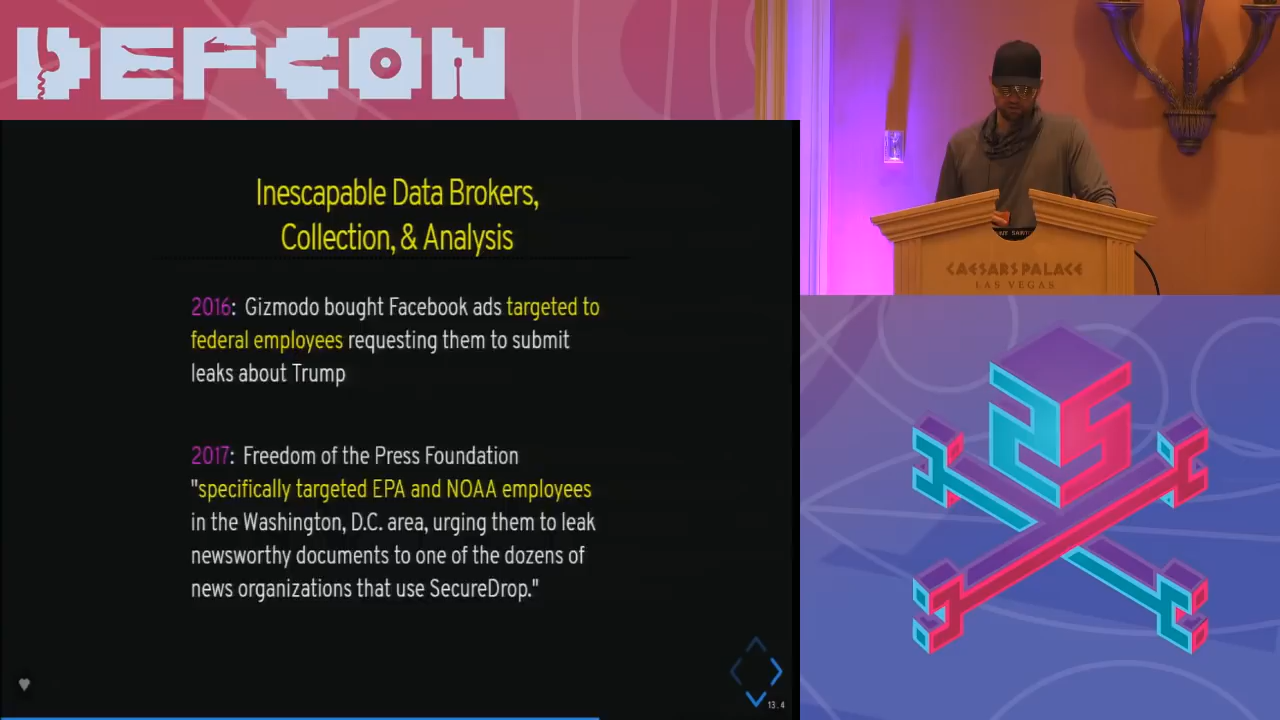 DEFCON
Inescapable Data Brokers,
Collection, & Analysis
2016: Gizmodo bought Facebook ads targeted to
federal employees requesting them to submit
leaks about Trump
2017: Freedom of the Press Foundation
"specifically targeted EPA and NOAA employees
in the Washington, D.C. area, urging them to leak
newsworthy documents to one of the dozens of
news organizations that use SecureDrop."
13.4
CAESARS PALACE
LAS VEGAS
25